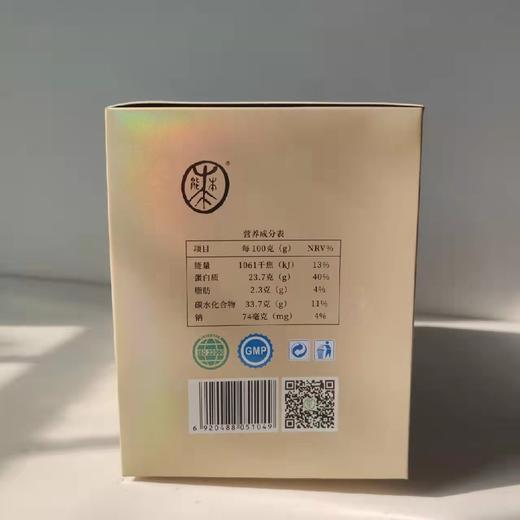 能本
®
营养成分表
项目 每100克（g） NRV%
能量 1061千焦（kJ） 13%
蛋白质 23.7克（g） 40%
脂肪 2.3克（g） 4%
碳水化合物 33.7克（g） 11%
钠 74毫克（mg） 4%
GMP
6 920488 051049